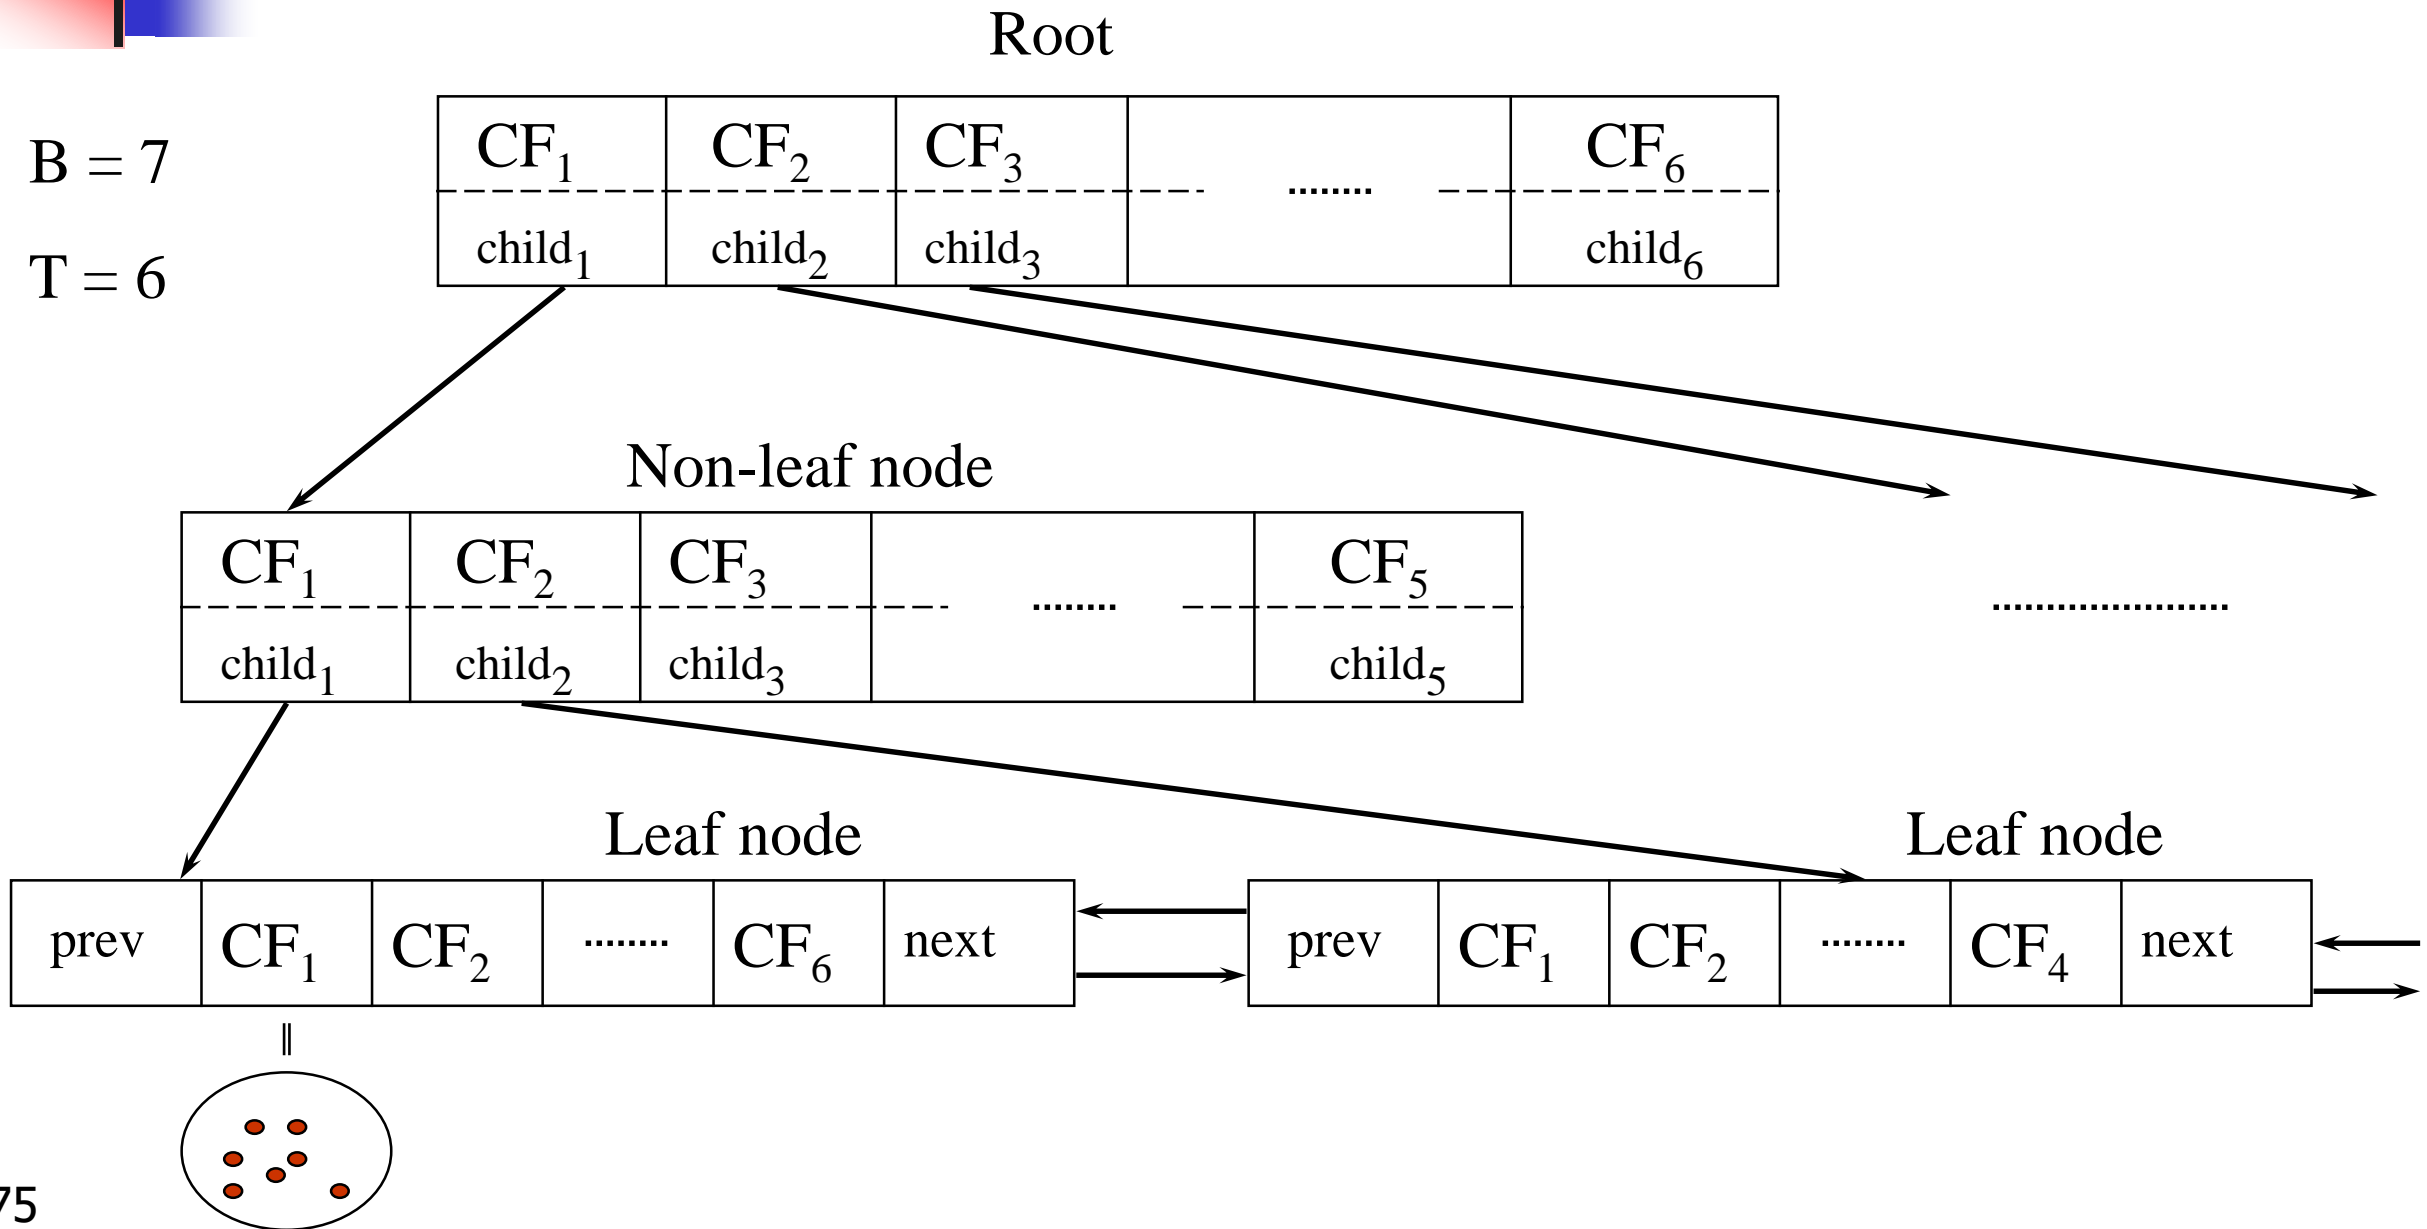 Root
B = 7
CF₁ CF₂ CF₃ ........ CF₆
T = 6
child₁ child₂ child₃ child₆
Non-leaf node
CF₁ CF₂ CF₃ ........ CF₅ ......................
child₁ child₂ child₃ child₅
Leaf node Leaf node
prev CF₁ CF₂ ........ CF₆ next prev CF₁ CF₂ ........ CF₄ next
75